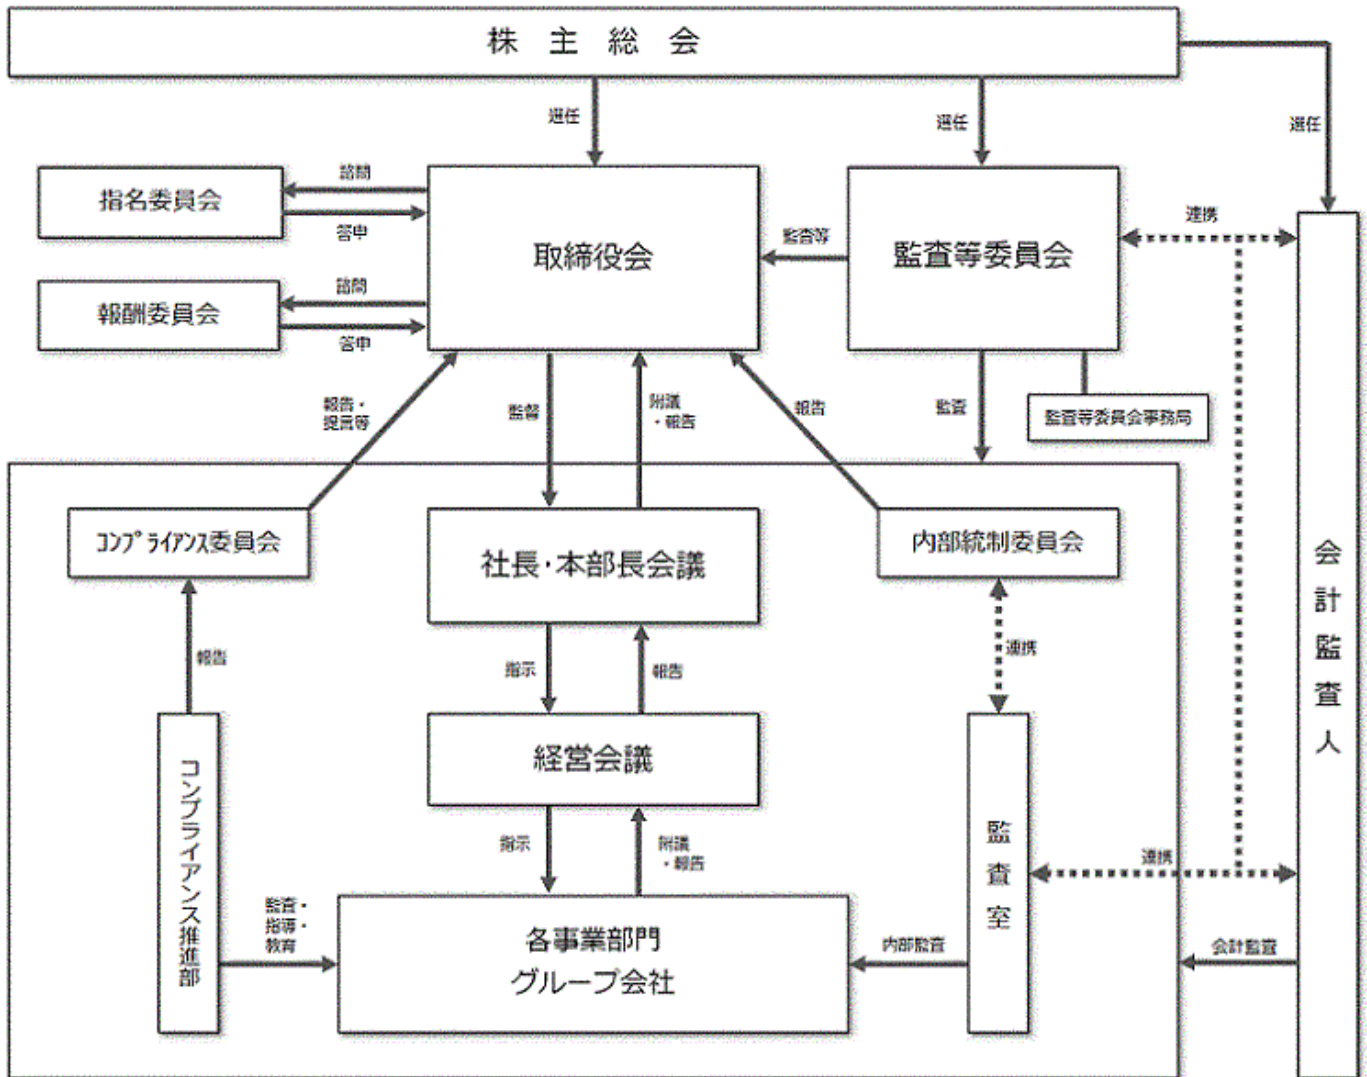 株主総会
選任
選任
選任
指名委員会
諮問
答申
取締役会
監査等
監査等委員会
連携
報酬委員会
諮問
答申
報告・
提言等
監督
附議
・報告
報告
監査
監査等委員会事務局
コンプライアンス委員会
社長・本部長会議
内部統制委員会
会計監査人
報告
指示
報告
連携
コンプライアンス推進部
経営会議
監査室
指示
附議
・報告
連携
監査・
指導・
教育
各事業部門
グループ会社
内部監査
会計監査